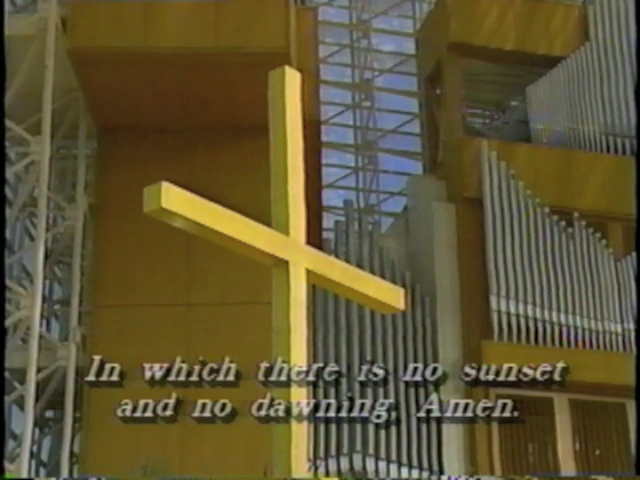 In which there is no sunset
and no dawning, Amen.